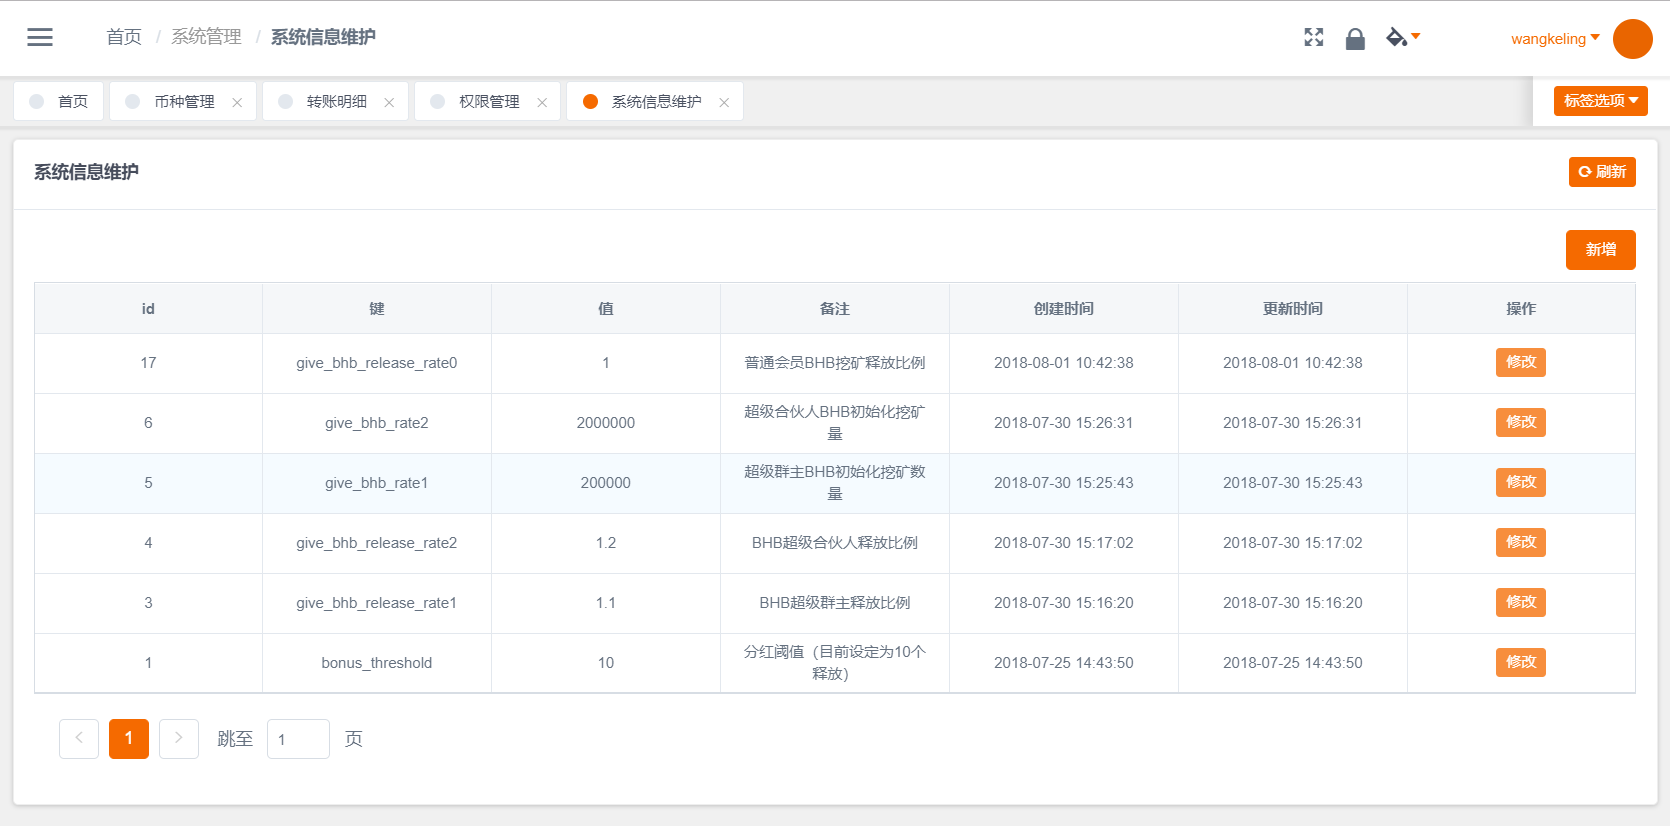 首页 / 系统管理 / 系统信息维护
wangkeling
首页 币种管理 转账明细 权限管理 系统信息维护 标签选项
系统信息维护 刷新
新增
id 键 值 备注 创建时间 更新时间 操作
17 give_bhb_release_rate0 1 普通会员BHB挖矿释放比例 2018-08-01 10:42:38 2018-08-01 10:42:38 修改
6 give_bhb_rate2 2000000 超级合伙人BHB初始化挖矿
量 2018-07-30 15:26:31 2018-07-30 15:26:31 修改
5 give_bhb_rate1 200000 超级群主BHB初始化挖矿数
量 2018-07-30 15:25:43 2018-07-30 15:25:43 修改
4 give_bhb_release_rate2 1.2 BHB超级合伙人释放比例 2018-07-30 15:17:02 2018-07-30 15:17:02 修改
3 give_bhb_release_rate1 1.1 BHB超级群主释放比例 2018-07-30 15:16:20 2018-07-30 15:16:20 修改
1 bonus_threshold 10 分红阈值（目前设定为10个
释放） 2018-07-25 14:43:50 2018-07-25 14:43:50 修改
1 跳至 1 页